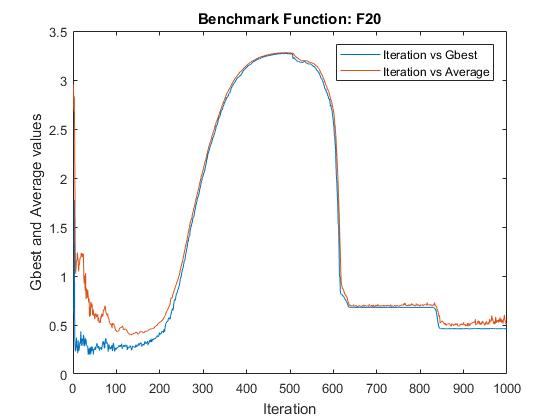 Benchmark Function: F20
Gbest and Average values
3.5
3
2.5
2
1.5
1
0.5
0
Iteration vs Gbest
Iteration vs Average
0 100 200 300 400 500 600 700 800 900 1000
Iteration